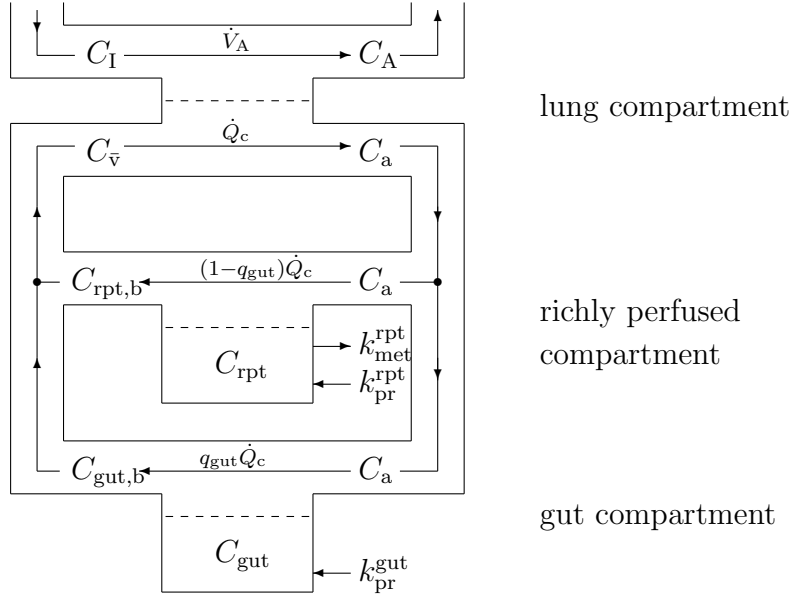 C_I V̇_A C_A
lung compartment
Q̇_c
C_v̄ C_a
(1−q_gut)Q̇_c
C_rpt,b C_a
richly perfused
compartment
k_met^rpt
C_rpt
k_pr^rpt
q_gut Q̇_c
C_gut,b C_a
gut compartment
C_gut
k_pr^gut